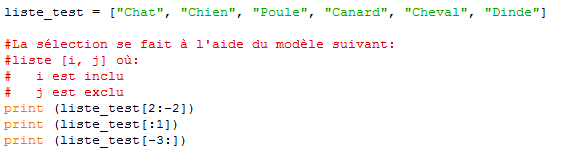 liste_test = ["Chat", "Chien", "Poule", "Canard", "Cheval", "Dinde"]
#La sélection se fait à l'aide du modèle suivant:
#liste [i, j] où:
#   i est inclu
#   j est exclu
print (liste_test[2:-2])
print (liste_test[:1])
print (liste_test[-3:])